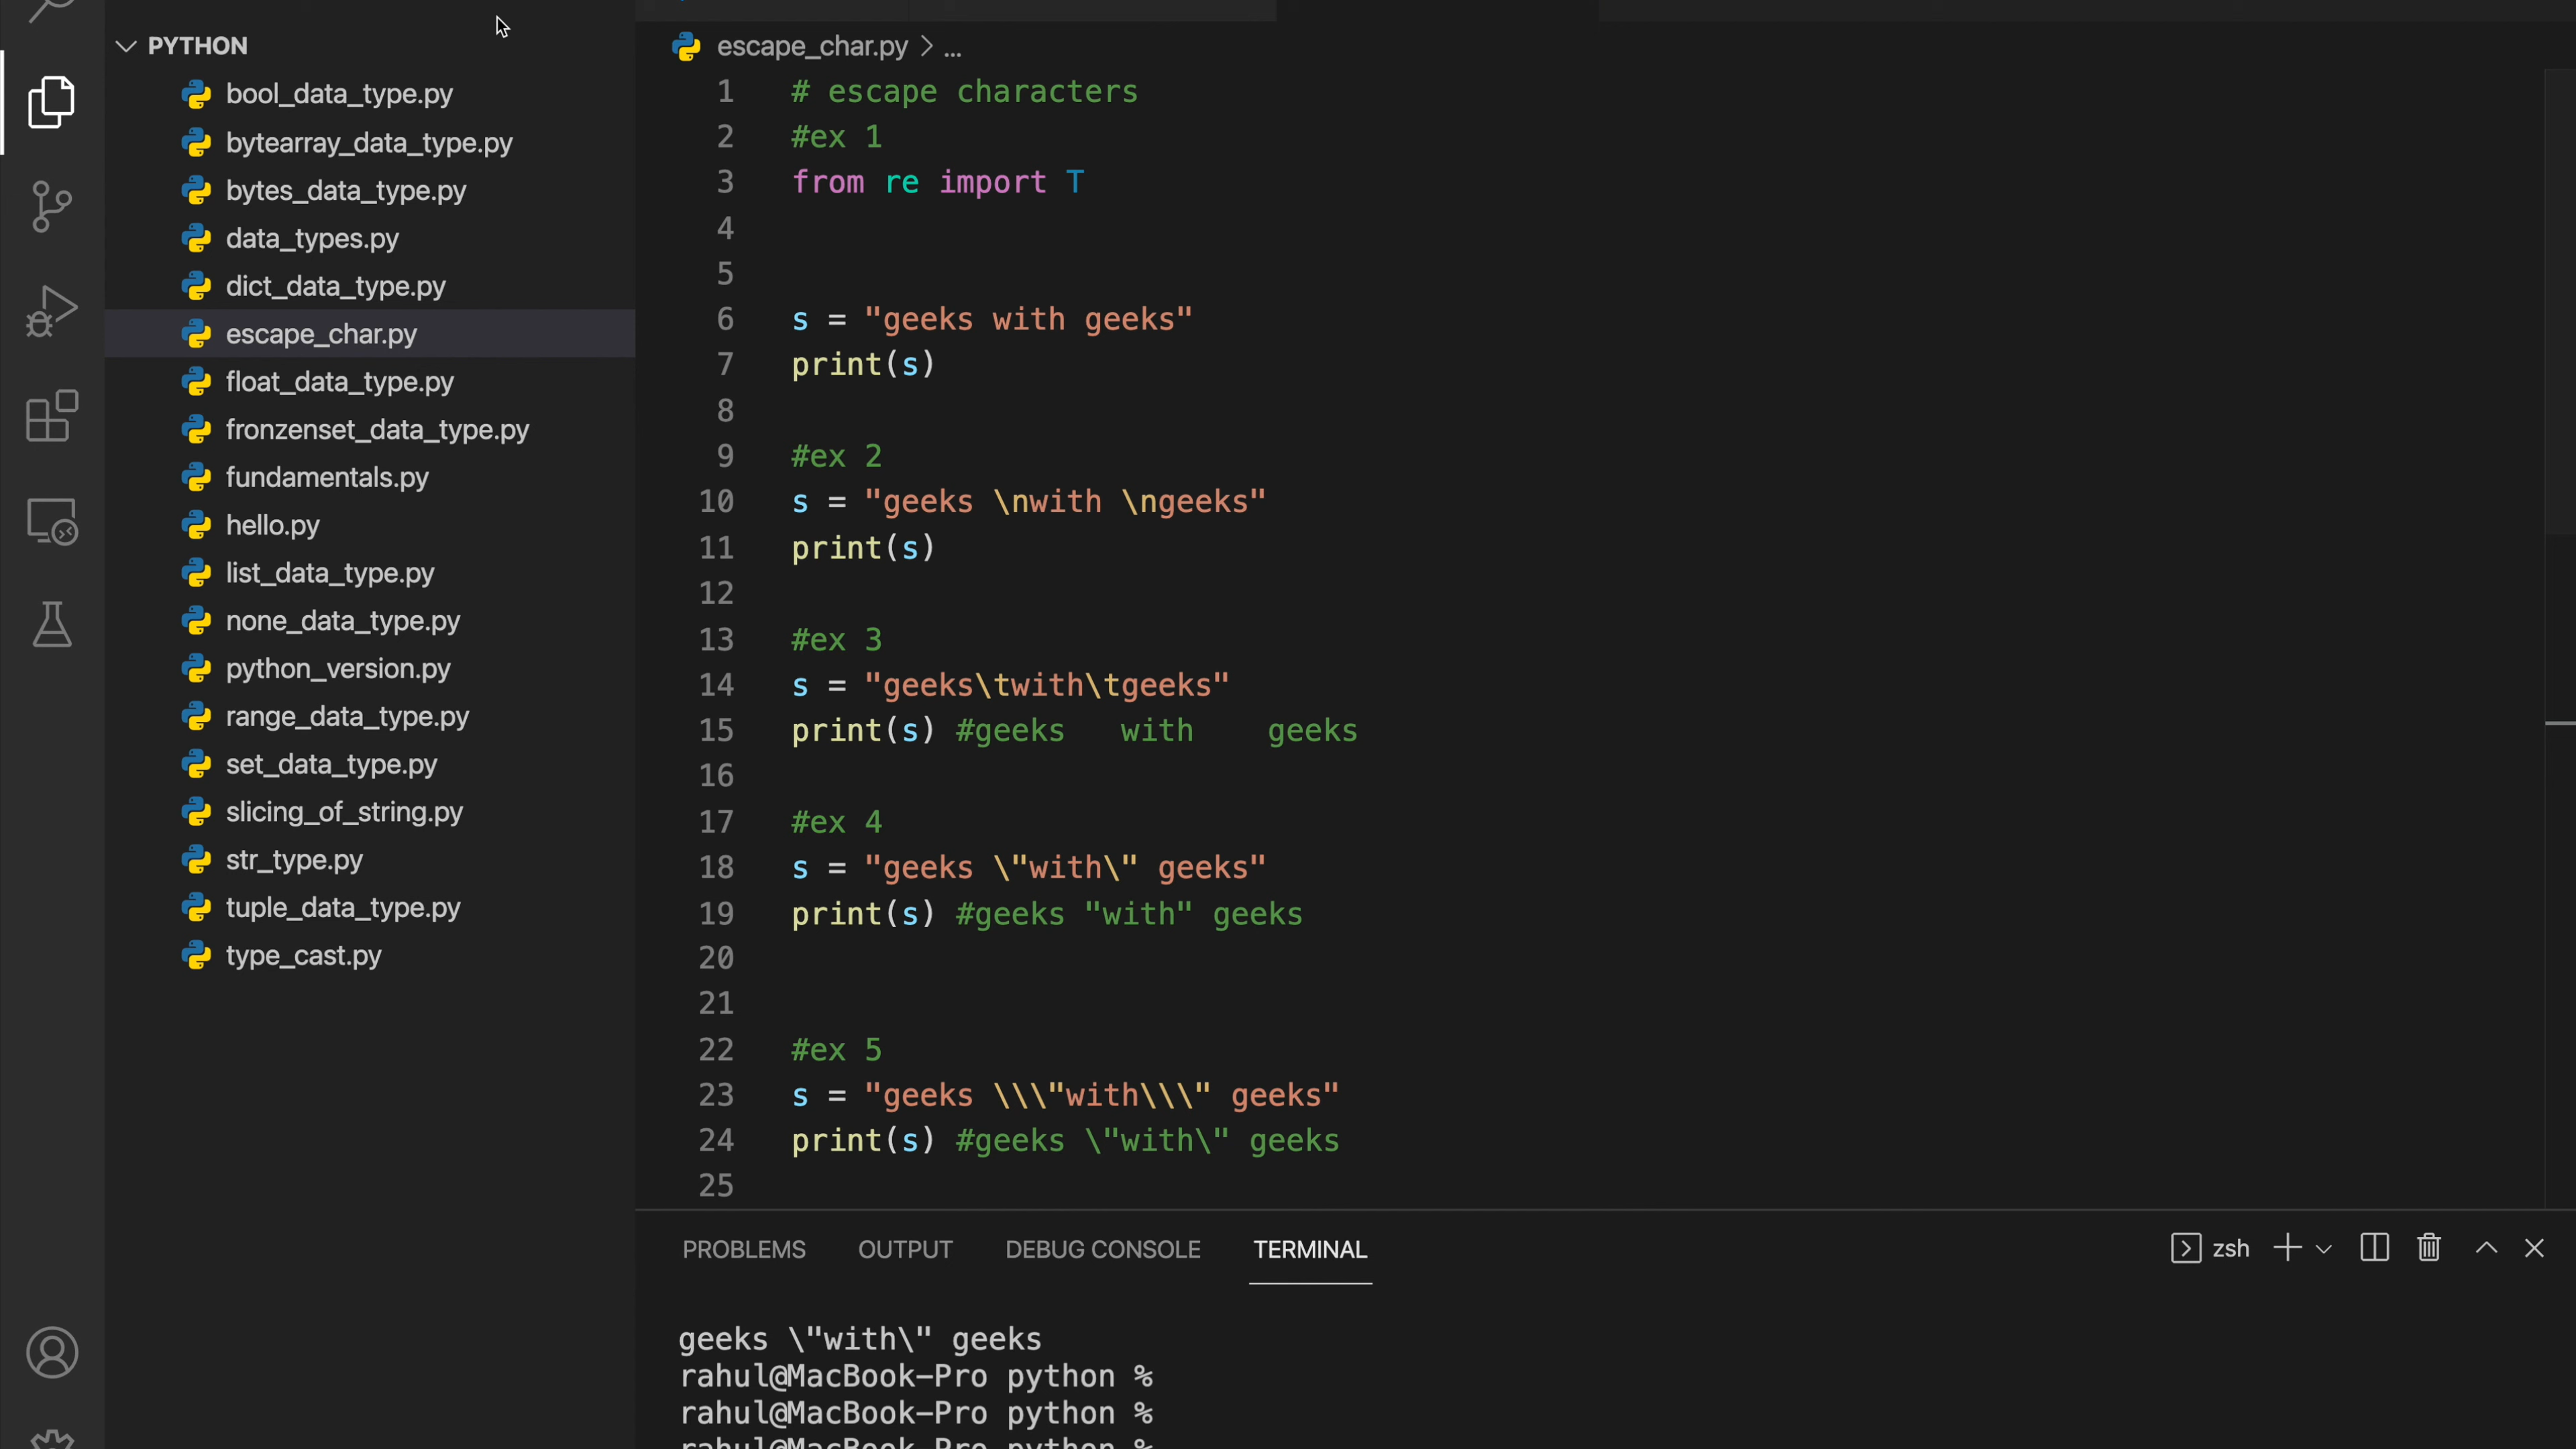 PYTHON
bool_data_type.py
bytearray_data_type.py
bytes_data_type.py
data_types.py
dict_data_type.py
escape_char.py
float_data_type.py
fronzenset_data_type.py
fundamentals.py
hello.py
list_data_type.py
none_data_type.py
python_version.py
range_data_type.py
set_data_type.py
slicing_of_string.py
str_type.py
tuple_data_type.py
type_cast.py
escape_char.py > ...
1 # escape characters
2 #ex 1
3 from re import T
4
5
6 s = "geeks with geeks"
7 print(s)
8
9 #ex 2
10 s = "geeks \nwith \ngeeks"
11 print(s)
12
13 #ex 3
14 s = "geeks\twith\tgeeks"
15 print(s) #geeks   with    geeks
16
17 #ex 4
18 s = "geeks \"with\" geeks"
19 print(s) #geeks "with" geeks
20
21
22 #ex 5
23 s = "geeks \\\"with\\\" geeks"
24 print(s) #geeks \"with\" geeks
25
PROBLEMS OUTPUT DEBUG CONSOLE TERMINAL zsh
geeks \"with\" geeks
rahul@MacBook-Pro python %
rahul@MacBook-Pro python %
rahul@MacBook-Pro python %